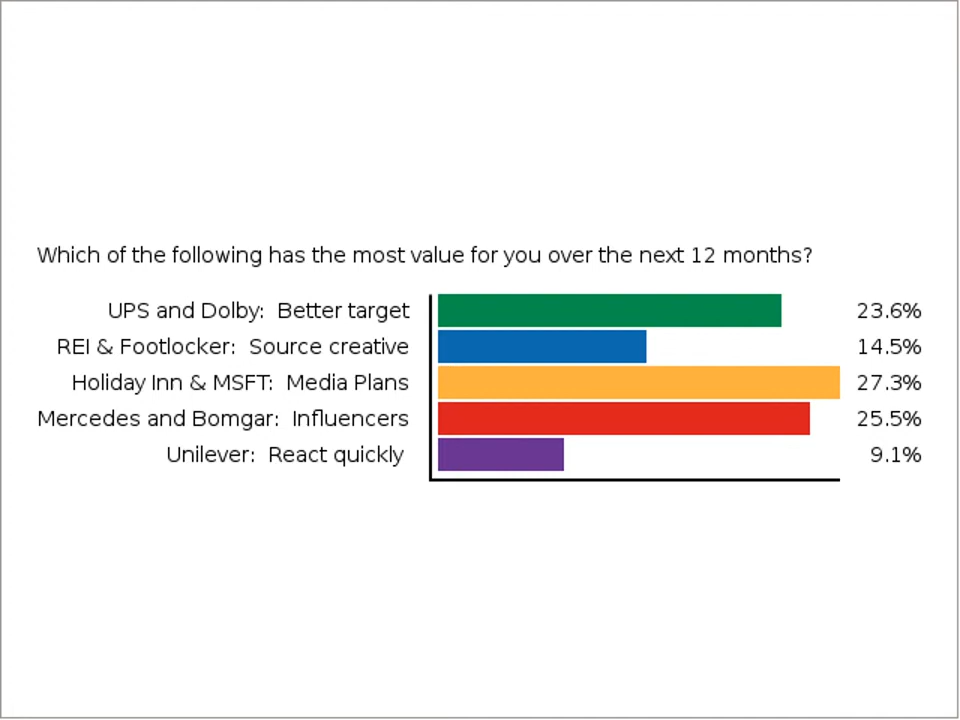 Which of the following has the most value for you over the next 12 months?
UPS and Dolby: Better target 23.6%
REI & Footlocker: Source creative 14.5%
Holiday Inn & MSFT: Media Plans 27.3%
Mercedes and Bomgar: Influencers 25.5%
Unilever: React quickly 9.1%